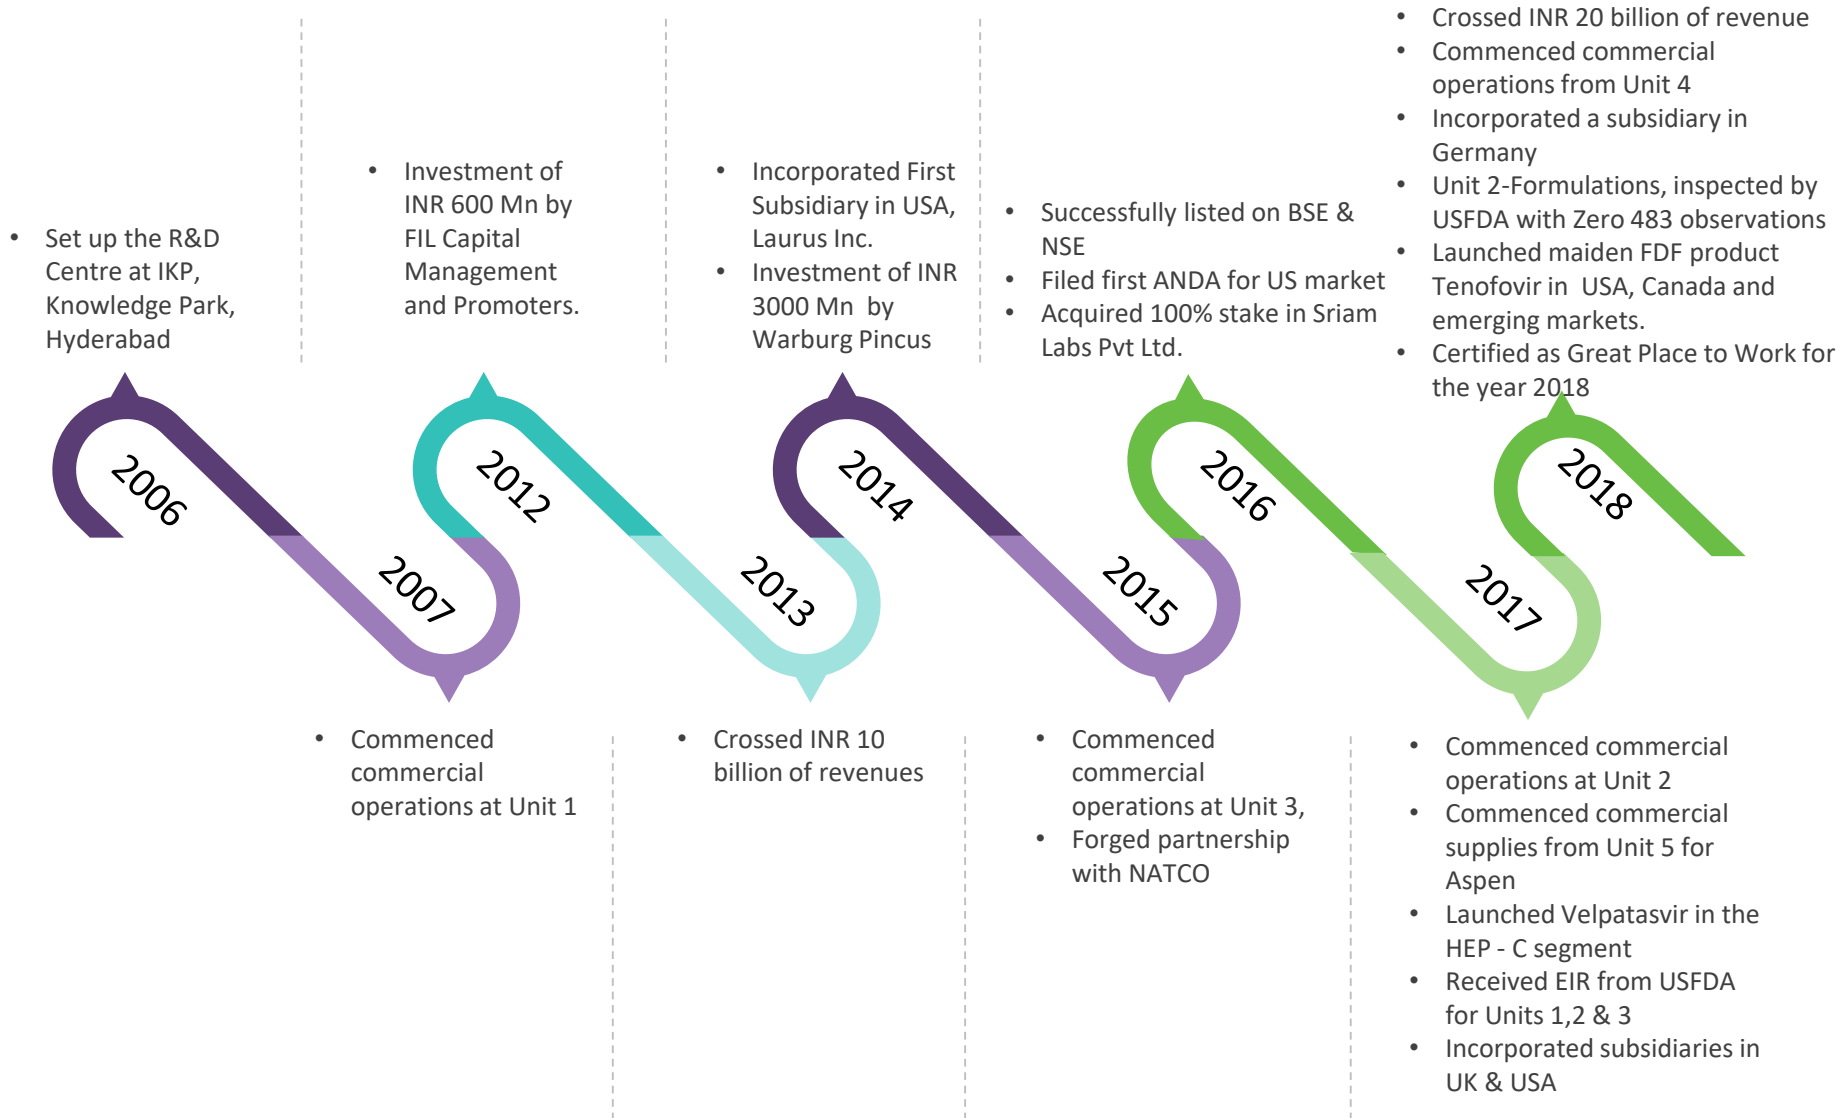 • Set up the R&D
Centre at IKP,
Knowledge Park,
Hyderabad
2006
2007
• Commenced
commercial
operations at Unit 1
• Investment of
INR 600 Mn by
FIL Capital
Management
and Promoters.
2012
2013
• Crossed INR 10
billion of revenues
• Incorporated First
Subsidiary in USA,
Laurus Inc.
• Investment of INR
3000 Mn by
Warburg Pincus
2014
2015
• Commenced
commercial
operations at Unit 3,
• Forged partnership
with NATCO
• Successfully listed on BSE &
NSE
• Filed first ANDA for US market
• Acquired 100% stake in Sriam
Labs Pvt Ltd.
2016
2017
• Commenced commercial
operations at Unit 2
• Commenced commercial
supplies from Unit 5 for
Aspen
• Launched Velpatasvir in the
HEP - C segment
• Received EIR from USFDA
for Units 1,2 & 3
• Incorporated subsidiaries in
UK & USA
• Crossed INR 20 billion of revenue
• Commenced commercial
operations from Unit 4
• Incorporated a subsidiary in
Germany
• Unit 2-Formulations, inspected by
USFDA with Zero 483 observations
• Launched maiden FDF product
Tenofovir in USA, Canada and
emerging markets.
• Certified as Great Place to Work for
the year 2018
2018